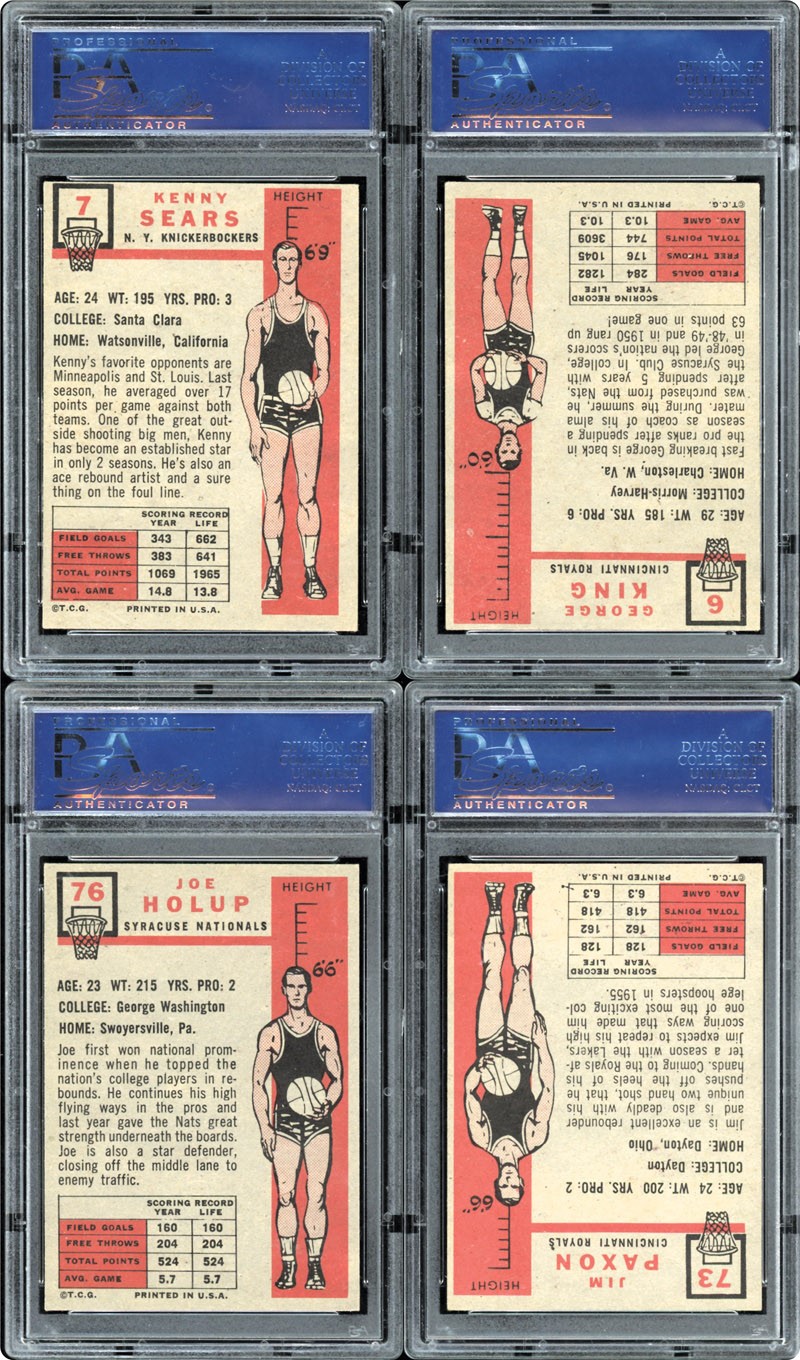 PROFESSIONAL
PSA
Sports
AUTHENTICATOR
A
DIVISION OF
COLLECTORS
UNIVERSE
NASDAQ: CLCT
7
KENNY
SEARS
N. Y. KNICKERBOCKERS
HEIGHT
6'9"
AGE: 24 WT: 195 YRS. PRO: 3
COLLEGE: Santa Clara
HOME: Watsonville, California
Kenny's favorite opponents are
Minneapolis and St. Louis. Last
season, he averaged over 17
points per game against both
teams. One of the great out-
side shooting big men, Kenny
has become an established star
in only 2 seasons. He's also an
ace rebound artist and a sure
thing on the foul line.
SCORING RECORD
YEAR LIFE
FIELD GOALS 343 662
FREE THROWS 383 641
TOTAL POINTS 1069 1965
AVG. GAME 14.8 13.8
©T.C.G. PRINTED IN U.S.A.
PROFESSIONAL
PSA
Sports
AUTHENTICATOR
A
DIVISION OF
COLLECTORS
UNIVERSE
NASDAQ: CLCT
6
GEORGE
KING
CINCINNATI ROYALS
HEIGHT
6'0"
AGE: 29 WT: 185 YRS. PRO: 6
COLLEGE: Morris-Harvey
HOME: Charleston, W. Va.
Fast breaking George is back in
the pro ranks after spending a
season as coach of his alma
mater. During the summer, he
was purchased from the Nats,
after spending 5 years with
the Syracuse Club. In college,
George led the nation's scorers
in '48-'49 and in 1950 rang up
63 points in one game!
SCORING RECORD
YEAR LIFE
FIELD GOALS 284 1282
FREE THROWS 176 1045
TOTAL POINTS 744 3609
AVG. GAME 10.3 10.3
©T.C.G. PRINTED IN U.S.A.
PROFESSIONAL
PSA
Sports
AUTHENTICATOR
A
DIVISION OF
COLLECTORS
UNIVERSE
NASDAQ: CLCT
76
JOE
HOLUP
SYRACUSE NATIONALS
HEIGHT
6'6"
AGE: 23 WT: 215 YRS. PRO: 2
COLLEGE: George Washington
HOME: Swoyersville, Pa.
Joe first won national prom-
inence when he topped the
nation's college players in re-
bounds. He continues his high
flying ways in the pros and
last year gave the Nats great
strength underneath the boards.
Joe is also a star defender,
closing off the middle lane to
enemy traffic.
SCORING RECORD
YEAR LIFE
FIELD GOALS 160 160
FREE THROWS 204 204
TOTAL POINTS 524 524
AVG. GAME 5.7 5.7
©T.C.G. PRINTED IN U.S.A.
PROFESSIONAL
PSA
Sports
AUTHENTICATOR
A
DIVISION OF
COLLECTORS
UNIVERSE
NASDAQ: CLCT
73
JIM
PAXON
CINCINNATI ROYALS
HEIGHT
6'6"
AGE: 24 WT: 200 YRS. PRO: 2
COLLEGE: Dayton
HOME: Dayton, Ohio
Jim is an excellent rebounder
and is also deadly with his
unique two hand shot, that he
pushes off the heels of his
hands. Coming to the Royals af-
ter a season with the Lakers,
Jim expects to repeat his high
scoring ways that made him
one of the most exciting col-
lege hoopsters in 1955.
SCORING RECORD
YEAR LIFE
FIELD GOALS 128 128
FREE THROWS 162 162
TOTAL POINTS 418 418
AVG. GAME 6.3 6.3
©T.C.G. PRINTED IN U.S.A.